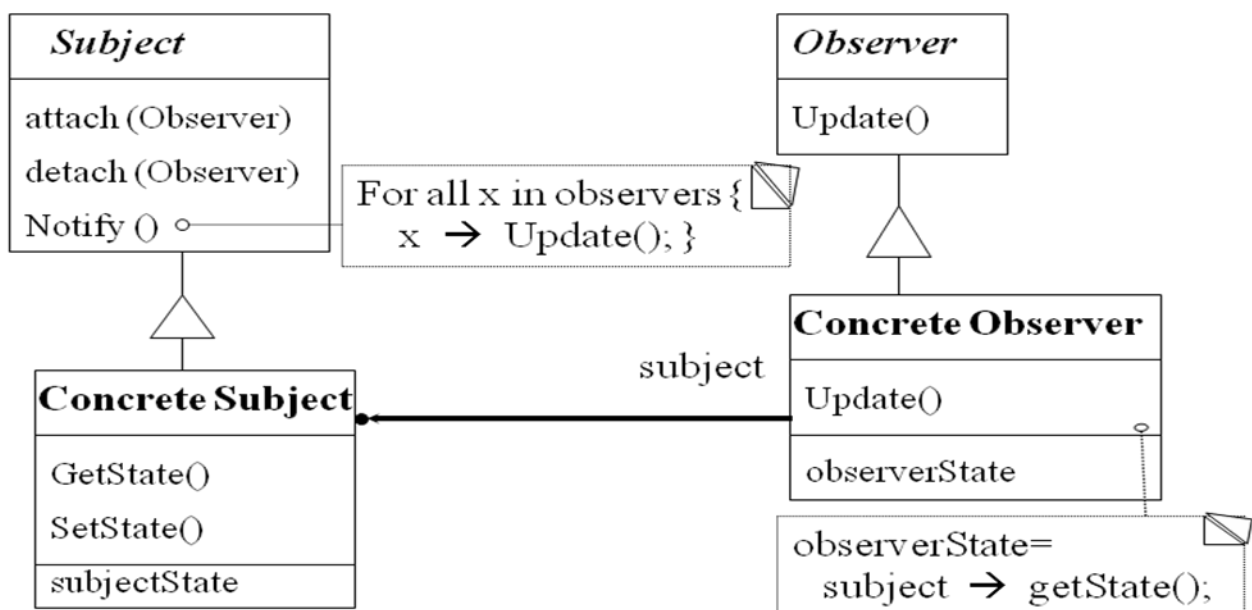 Subject
attach (Observer)
detach (Observer)
Notify ()
For all x in observers {
x → Update(); }
Observer
Update()
Concrete Subject
GetState()
SetState()
subjectState
subject
Concrete Observer
Update()
observerState
observerState=
subject → getState();